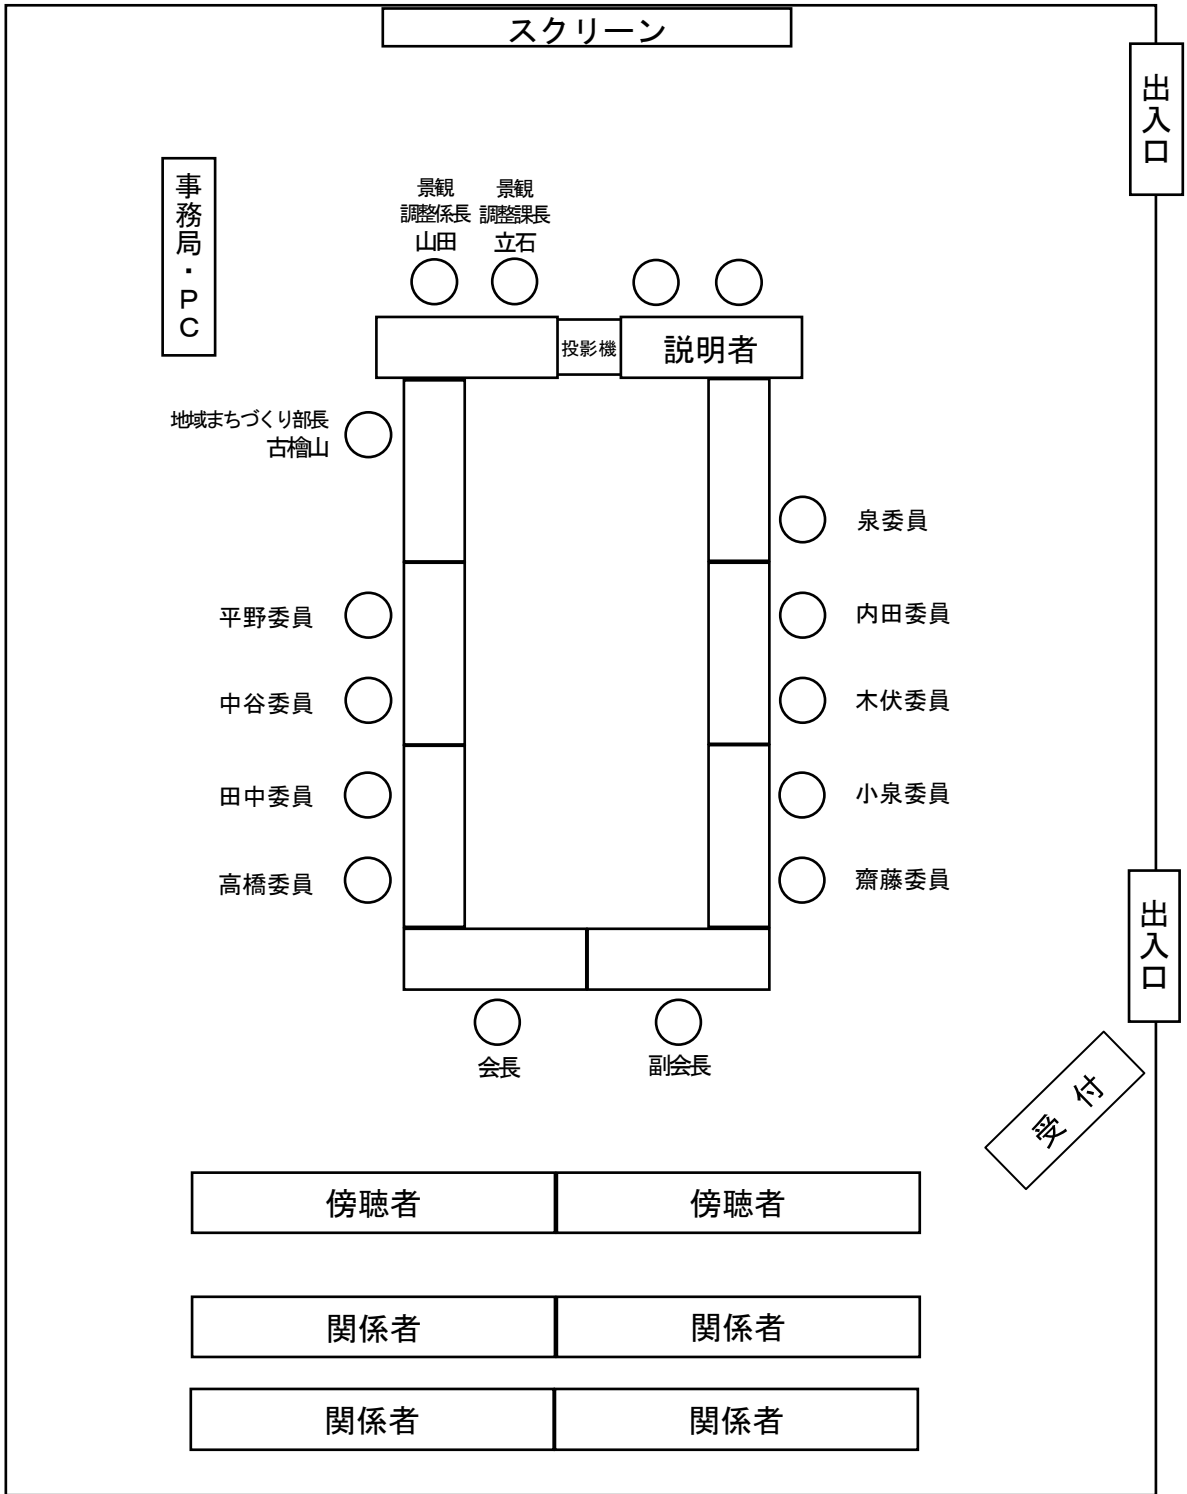 スクリーン
出入口
事務局・PC
景観
調整係長
山田
景観
調整課長
立石
投影機
説明者
地域まちづくり部長
古檜山
泉委員
平野委員
内田委員
中谷委員
木伏委員
田中委員
小泉委員
高橋委員
齋藤委員
出入口
会長
副会長
受付
傍聴者
傍聴者
関係者
関係者
関係者
関係者